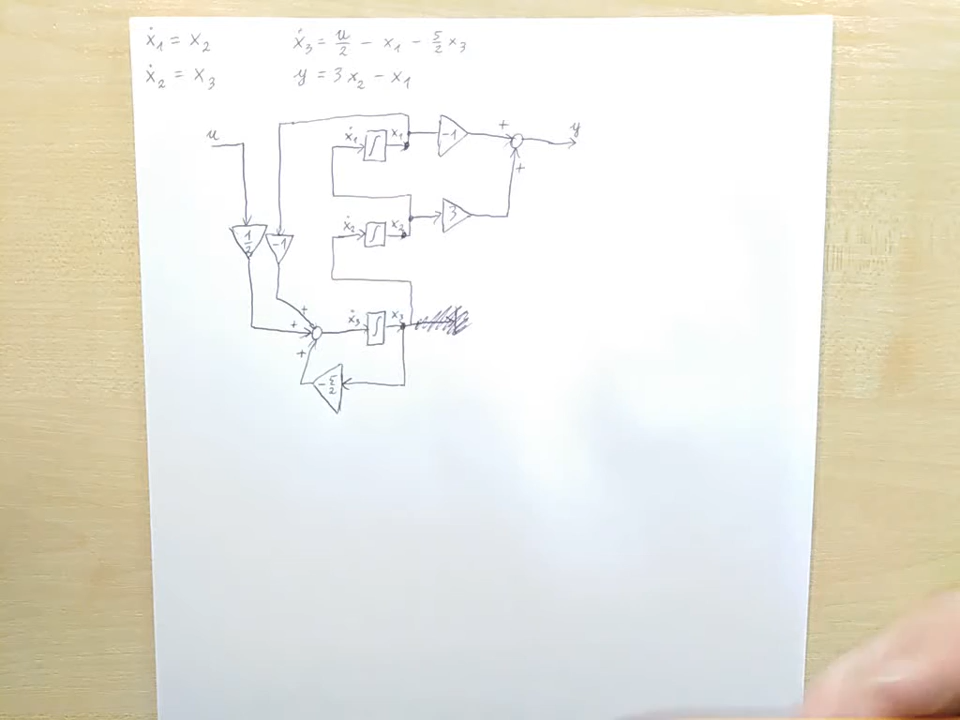 ẋ₁ = x₂
ẋ₂ = x₃
ẋ₃ = u/2 - x₁ - 5/2 x₃
y = 3x₂ - x₁
u
ẋ₁ ∫ x₁ -1 + y
+
ẋ₂ ∫ x₂ 3
1/2 -1
+
+ ẋ₃ ∫ x₃
+
-5/2